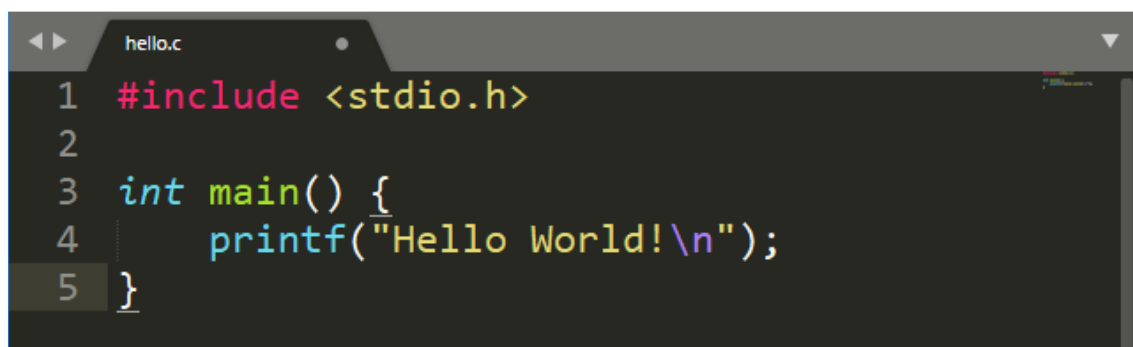 hello.c
1 #include <stdio.h>
2
3 int main() {
4     printf("Hello World!\n");
5 }